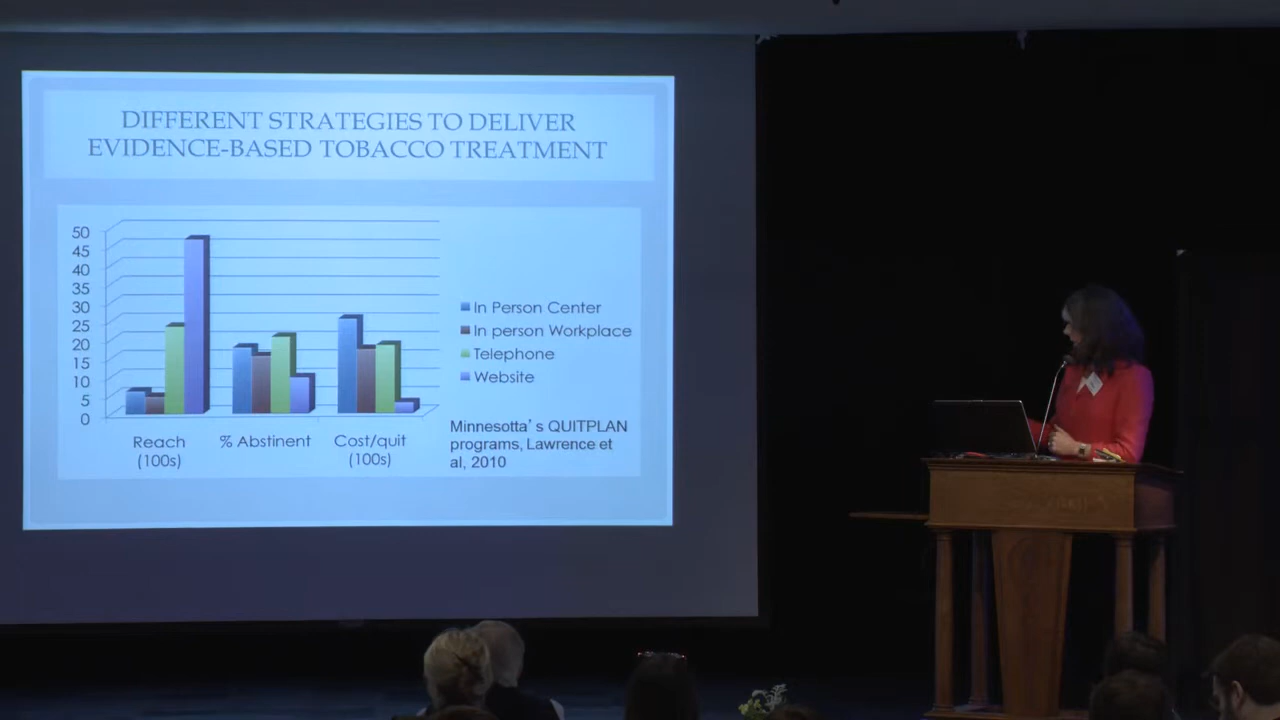 DIFFERENT STRATEGIES TO DELIVER
EVIDENCE-BASED TOBACCO TREATMENT
50
45
40
35
30
25
20
15
10
5
0
Reach
(100s)
% Abstinent
Cost/quit
(100s)
In Person Center
In person Workplace
Telephone
Website
Minnesotta's QUITPLAN
programs, Lawrence et
al, 2010